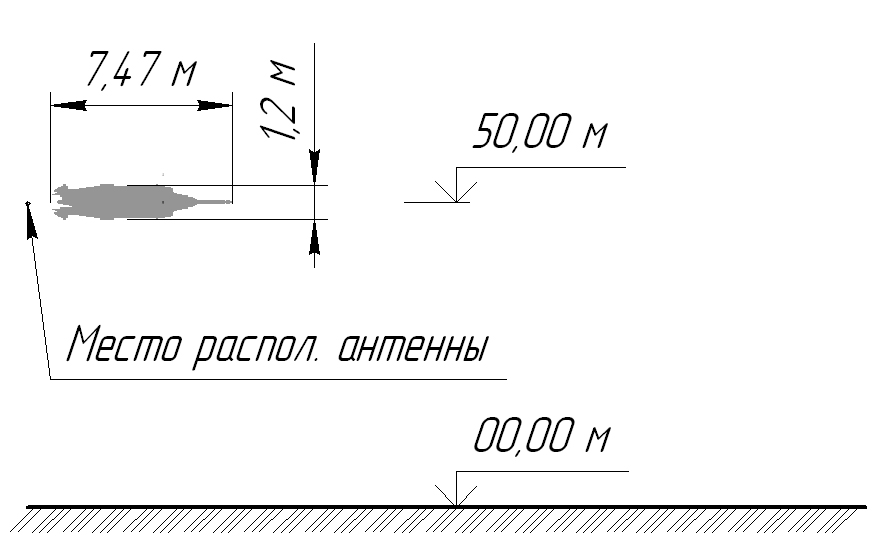 7,47 м
1,2 м
50,00 м
Место распол. антенны
00,00 м